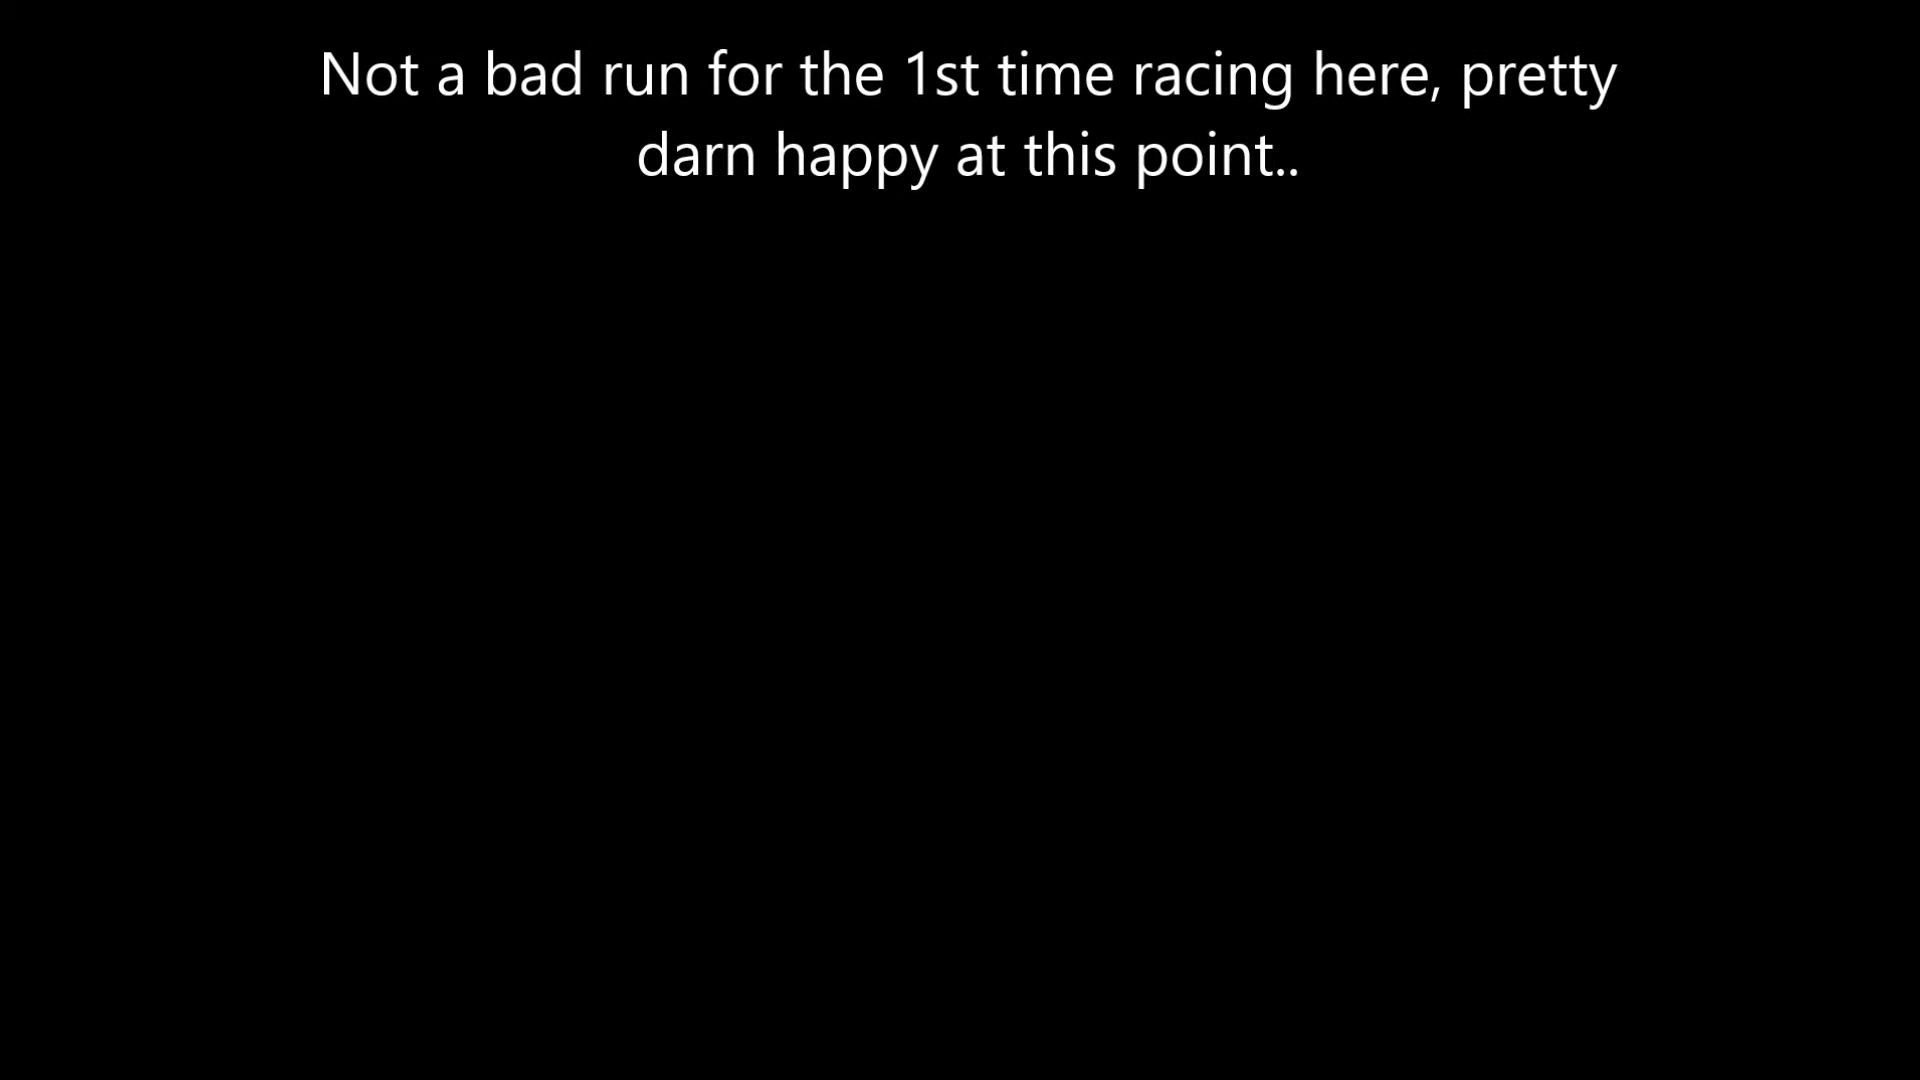 Not a bad run for the 1st time racing here, pretty
darn happy at this point..